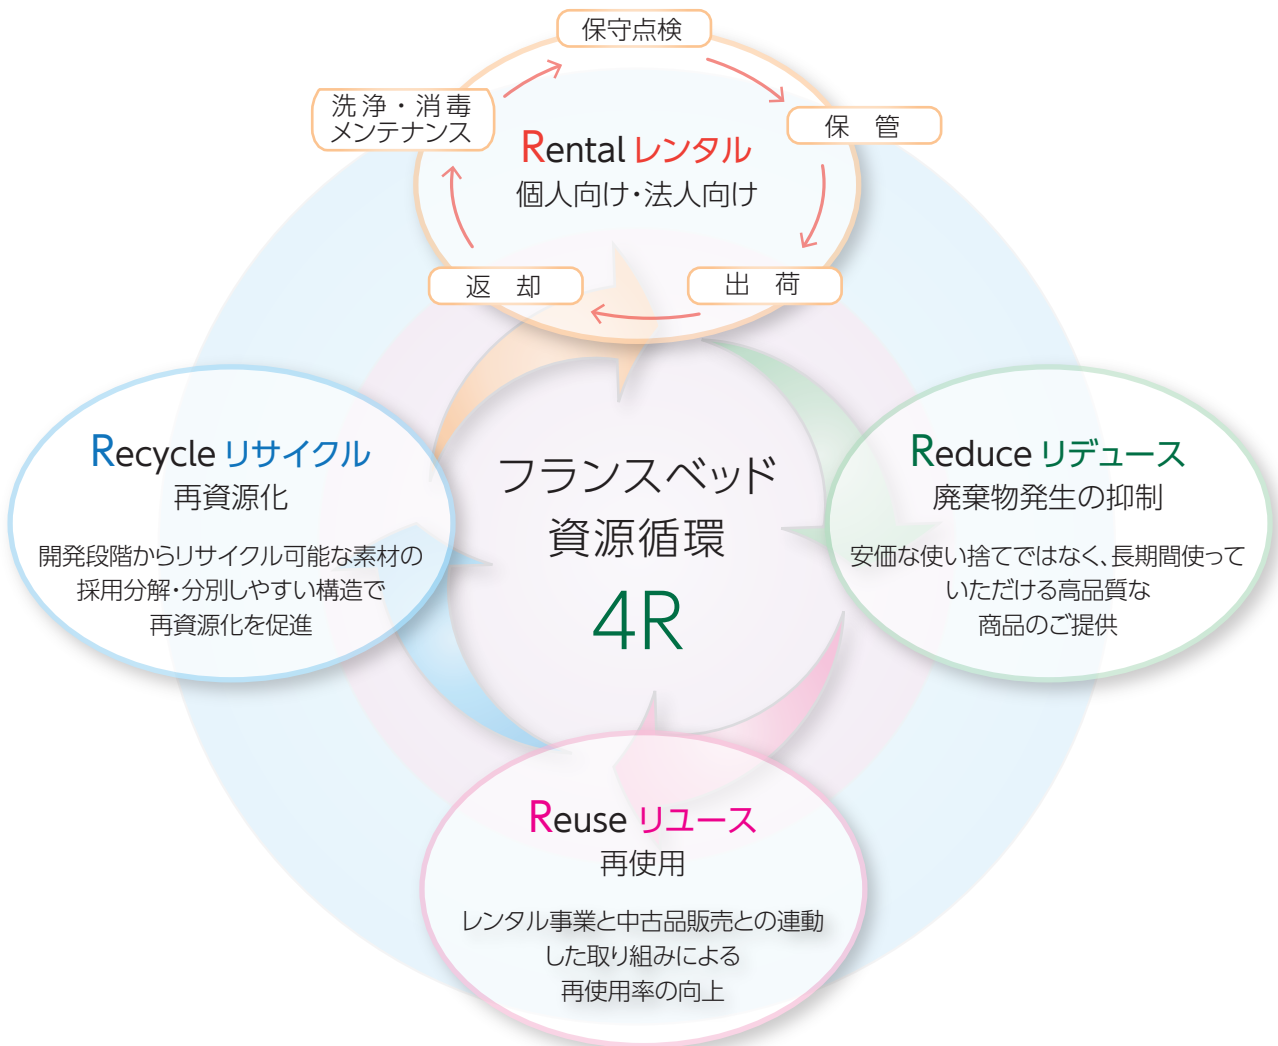 保守点検
洗浄・消毒
メンテナンス
保 管
Rental レンタル
個人向け・法人向け
返 却
出 荷
Recycle リサイクル
再資源化
開発段階からリサイクル可能な素材の
採用分解・分別しやすい構造で
再資源化を促進
フランスベッド
資源循環
4R
Reduce リデュース
廃棄物発生の抑制
安価な使い捨てではなく、長期間使って
いただける高品質な
商品のご提供
Reuse リユース
再使用
レンタル事業と中古品販売との連動
した取り組みによる
再使用率の向上